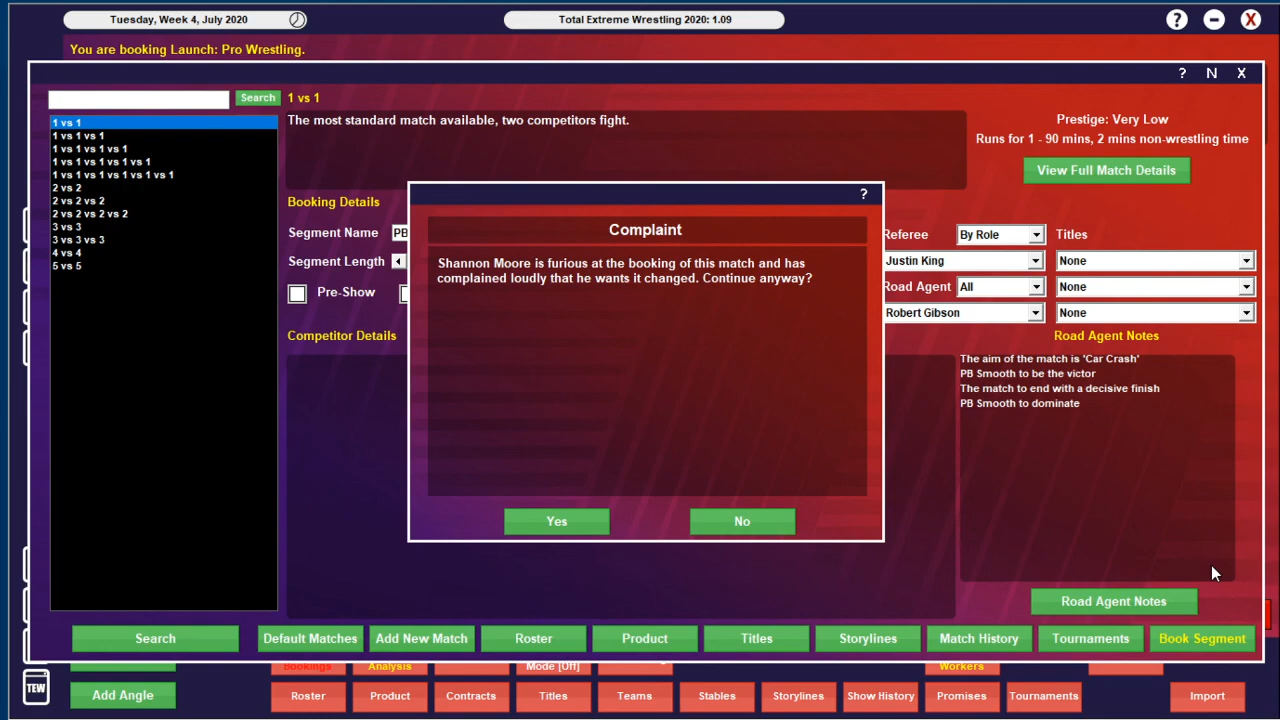 Tuesday, Week 4, July 2020
Total Extreme Wrestling 2020: 1.09
? X
You are booking Launch: Pro Wrestling.
? N X
Search
1 vs 1
1 vs 1
1 vs 1 vs 1
1 vs 1 vs 1 vs 1
1 vs 1 vs 1 vs 1 vs 1
1 vs 1 vs 1 vs 1 vs 1 vs 1
2 vs 2
2 vs 2 vs 2
2 vs 2 vs 2 vs 2
3 vs 3
3 vs 3 vs 3
4 vs 4
5 vs 5
The most standard match available, two competitors fight.
Prestige: Very Low
Runs for 1 - 90 mins, 2 mins non-wrestling time
View Full Match Details
Booking Details
Segment Name PB
Segment Length
Pre-Show
Competitor Details
?
Complaint
Shannon Moore is furious at the booking of this match and has
complained loudly that he wants it changed. Continue anyway?
Yes
No
Referee By Role Titles
Justin King None
Road Agent All None
Robert Gibson None
Road Agent Notes
The aim of the match is 'Car Crash'
PB Smooth to be the victor
The match to end with a decisive finish
PB Smooth to dominate
Road Agent Notes
Search Default Matches Add New Match Roster Product Titles Storylines Match History Tournaments Book Segment
Bookings Analysis Mode [Off] Workers
TEW Add Angle Roster Product Contracts Titles Teams Stables Storylines Show History Promises Tournaments Import